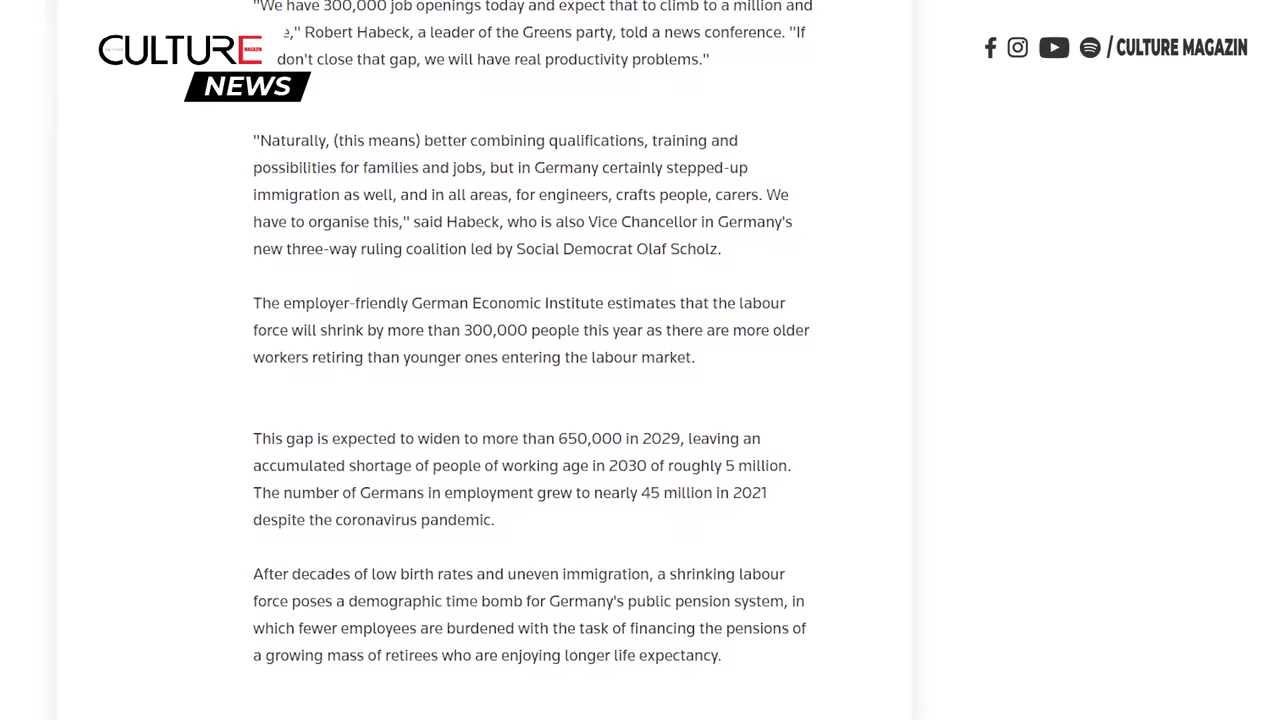 "We have 300,000 job openings today and expect that to climb to a million and
e," Robert Habeck, a leader of the Greens party, told a news conference. "If
don't close that gap, we will have real productivity problems."
CULTURE
NEWS
/ CULTURE MAGAZIN
"Naturally, (this means) better combining qualifications, training and
possibilities for families and jobs, but in Germany certainly stepped-up
immigration as well, and in all areas, for engineers, crafts people, carers. We
have to organise this," said Habeck, who is also Vice Chancellor in Germany's
new three-way ruling coalition led by Social Democrat Olaf Scholz.
The employer-friendly German Economic Institute estimates that the labour
force will shrink by more than 300,000 people this year as there are more older
workers retiring than younger ones entering the labour market.
This gap is expected to widen to more than 650,000 in 2029, leaving an
accumulated shortage of people of working age in 2030 of roughly 5 million.
The number of Germans in employment grew to nearly 45 million in 2021
despite the coronavirus pandemic.
After decades of low birth rates and uneven immigration, a shrinking labour
force poses a demographic time bomb for Germany's public pension system, in
which fewer employees are burdened with the task of financing the pensions of
a growing mass of retirees who are enjoying longer life expectancy.